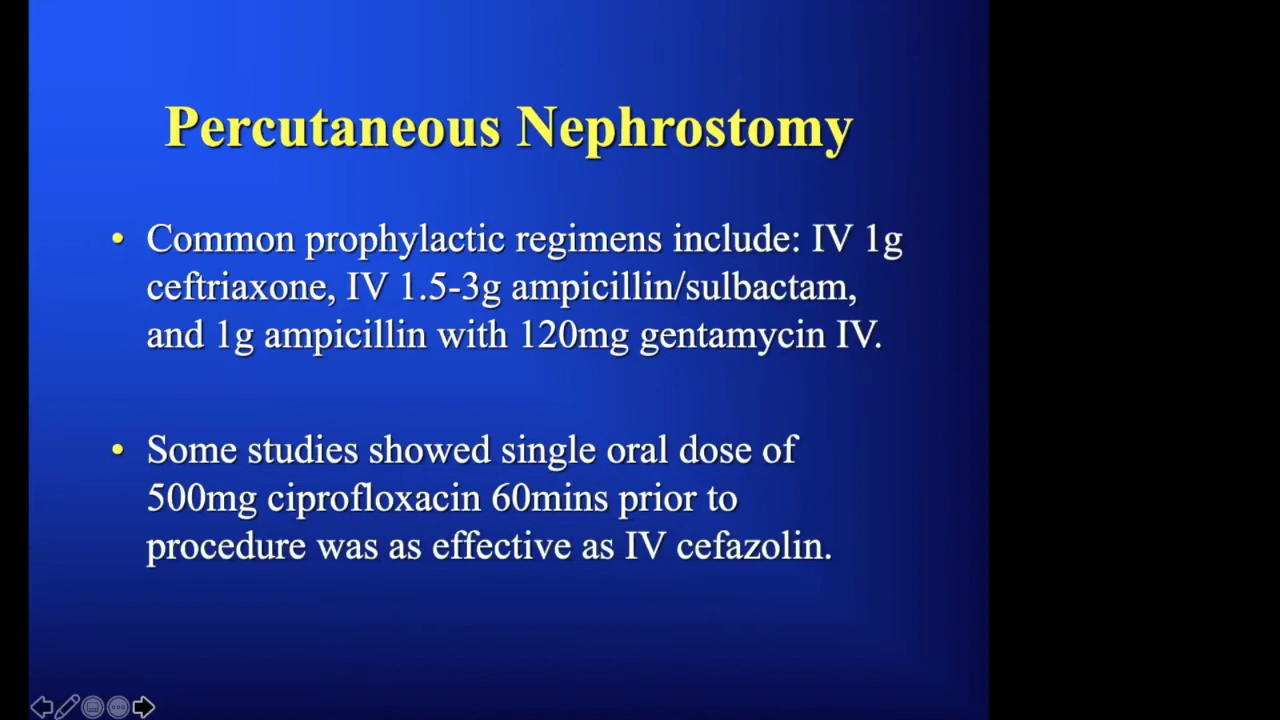 Percutaneous Nephrostomy
• Common prophylactic regimens include: IV 1g
ceftriaxone, IV 1.5-3g ampicillin/sulbactam,
and 1g ampicillin with 120mg gentamycin IV.
• Some studies showed single oral dose of
500mg ciprofloxacin 60mins prior to
procedure was as effective as IV cefazolin.